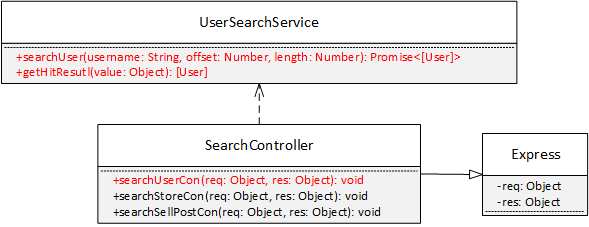 UserSearchService
+searchUser(username: String, offset: Number, length: Number): Promise<[User]>
+getHitResutl(value: Object): [User]
SearchController
+searchUserCon(req: Object, res: Object): void
+searchStoreCon(req: Object, res: Object): void
+searchSellPostCon(req: Object, res: Object): void
Express
-req: Object
-res: Object